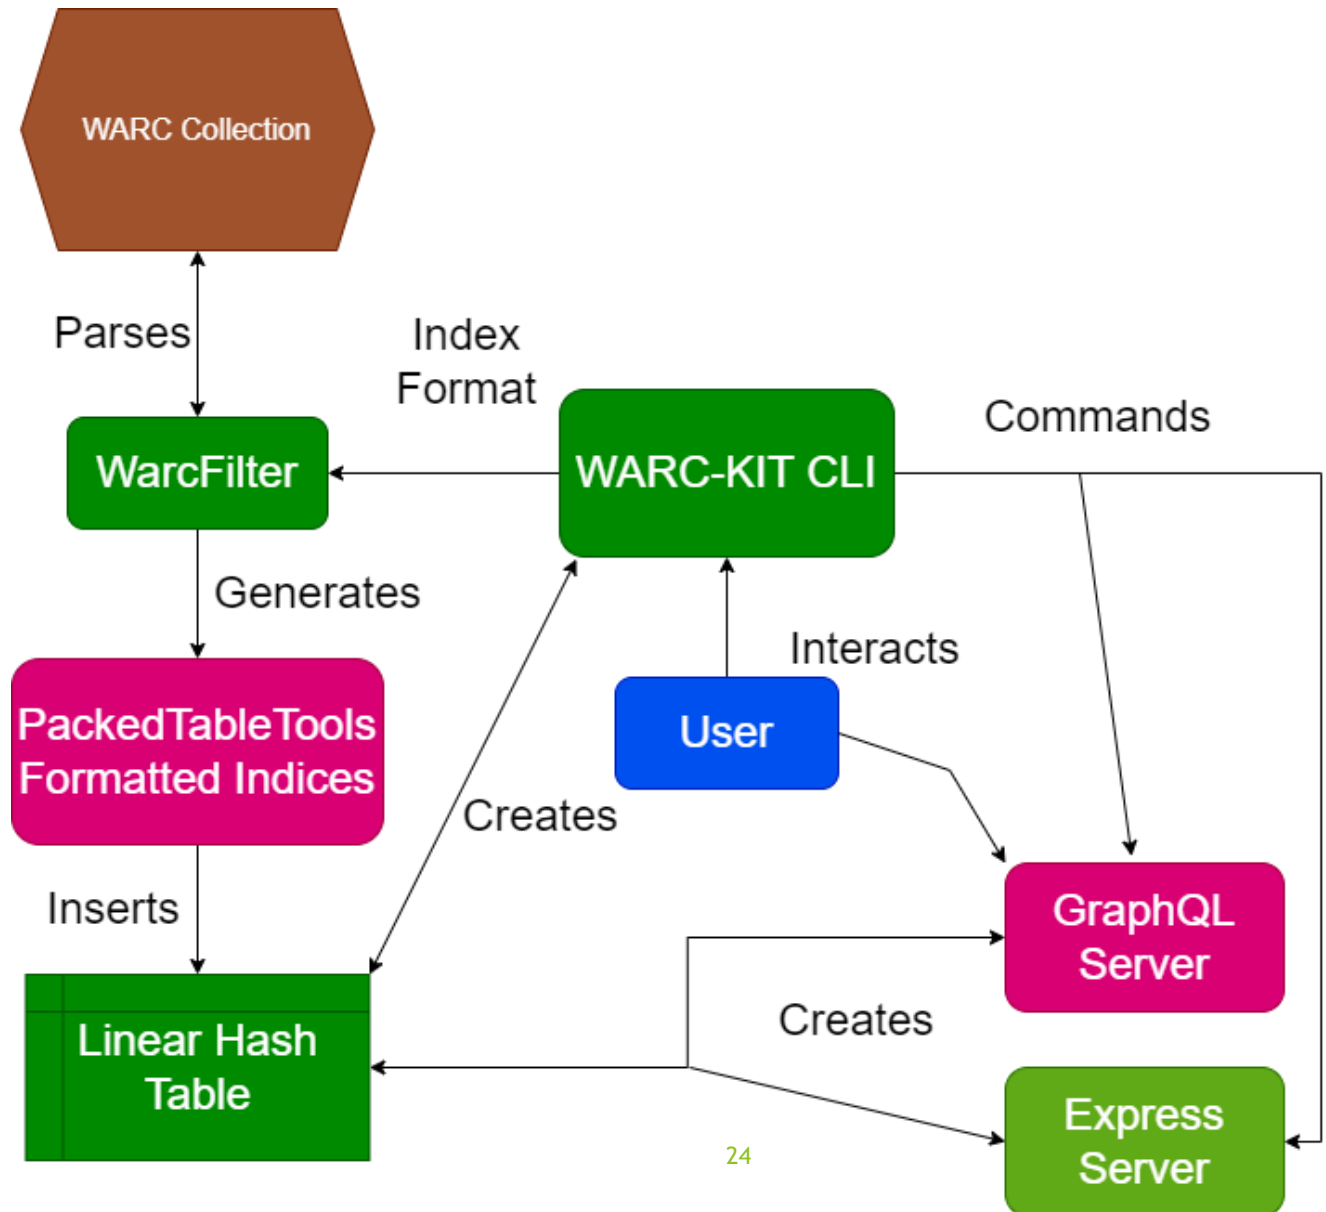 WARC Collection
Parses
Index
Format
Commands
WarcFilter
WARC-KIT CLI
Generates
Interacts
PackedTableTools
Formatted Indices
User
Creates
Inserts
GraphQL
Server
Creates
Linear Hash
Table
Express
Server
24